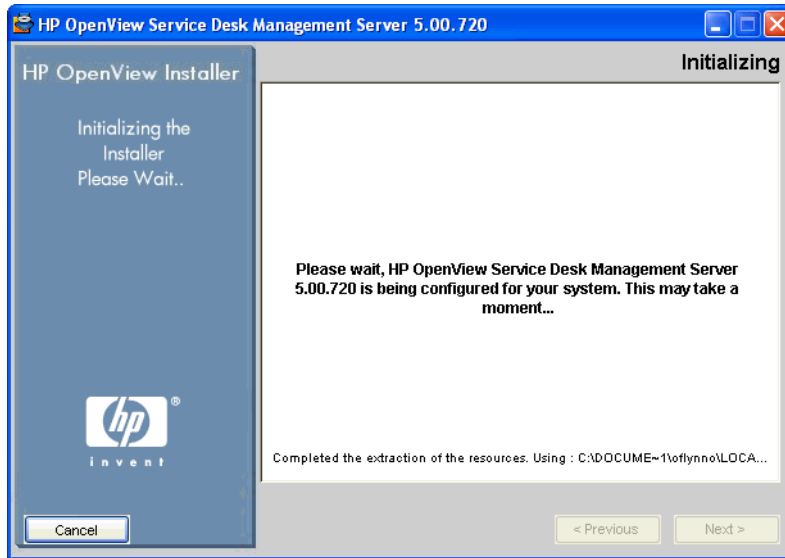 HP OpenView Service Desk Management Server 5.00.720
HP OpenView Installer
Initializing the
Installer
Please Wait..
hp
®
invent
Cancel
Initializing
Please wait, HP OpenView Service Desk Management Server
5.00.720 is being configured for your system. This may take a
moment...
Completed the extraction of the resources. Using : C:\DOCUME~1\oflynno\LOCA...
< Previous
Next >